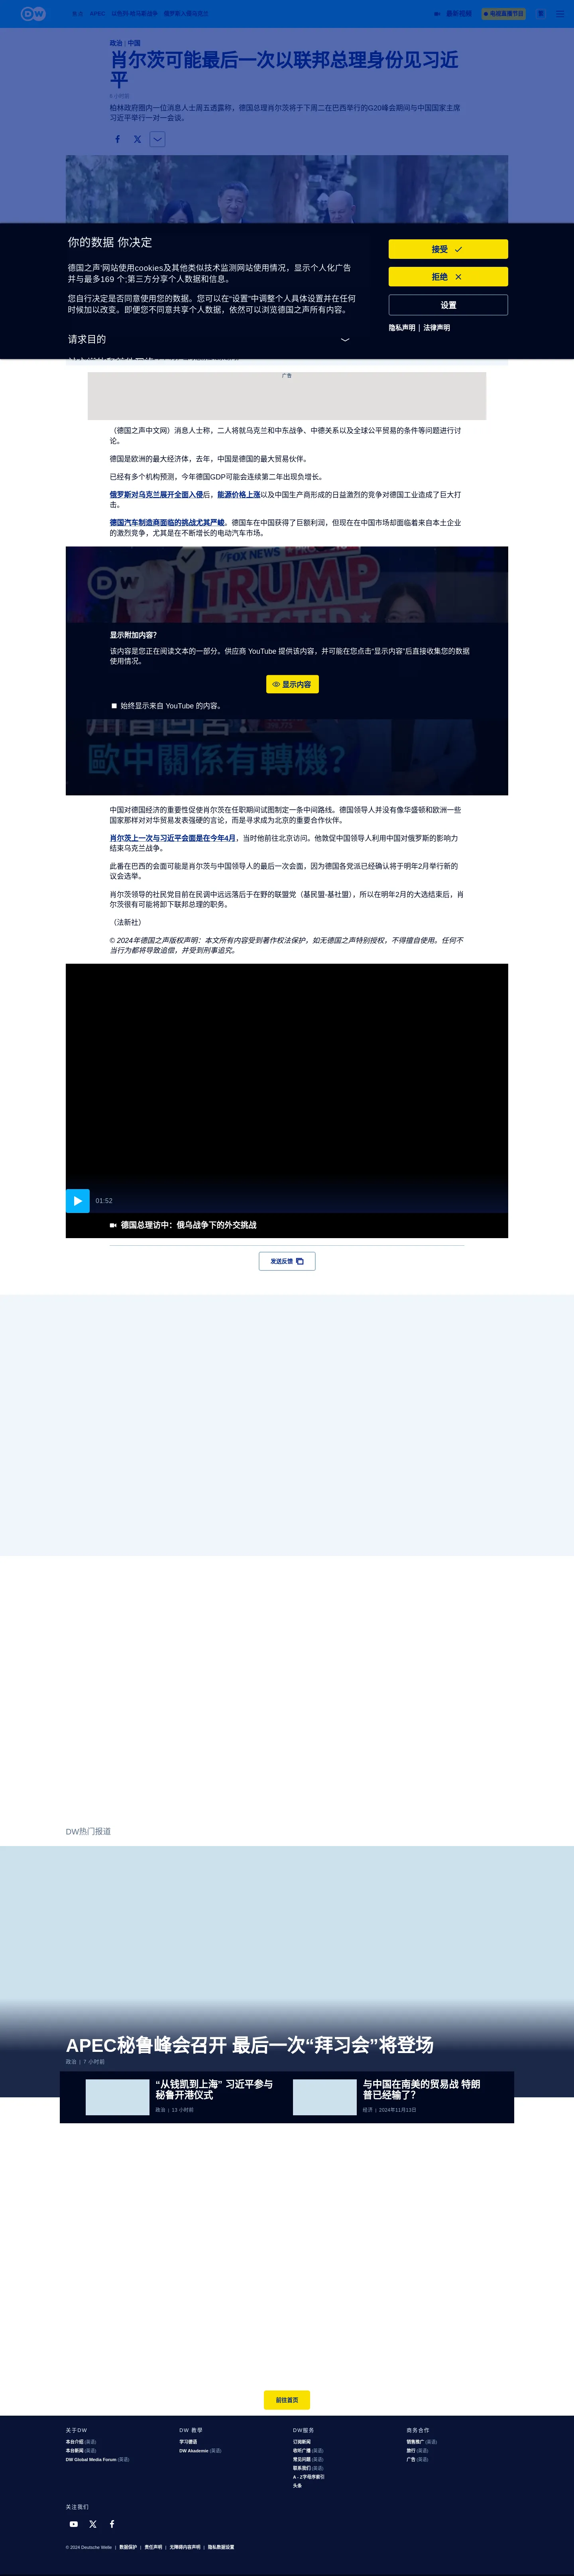 DW
焦点 APEC 以色列-哈马斯战争 俄罗斯入侵乌克兰
最新视频
电视直播节目
繁
政治 | 中国
肖尔茨可能最后一次以联邦总理身份见习近
平
6 小时前
柏林政府圈内一位消息人士周五透露称，德国总理肖尔茨将于下周二在巴西举行的G20峰会期间与中国国家主席
习近平举行一对一会谈。
你的数据 你决定
德国之声'网站使用cookies及其他类似技术监测网站使用情况，显示个人化广告
并与最多169 个;第三方分享个人数据和信息。
您自行决定是否同意使用您的数据。您可以在“设置”中调整个人具体设置并在任何
时候加以改变。即便您不同意共享个人数据，依然可以浏览德国之声所有内容。
请求目的
接受
拒绝
设置
隐私声明 | 法律声明
广告
（德国之声中文网）消息人士称，二人将就乌克兰和中东战争、中德关系以及全球公平贸易的条件等问题进行讨
论。
德国是欧洲的最大经济体，去年，中国是德国的最大贸易伙伴。
已经有多个机构预测，今年德国GDP可能会连续第二年出现负增长。
俄罗斯对乌克兰展开全面入侵后，能源价格上涨以及中国生产商形成的日益激烈的竞争对德国工业造成了巨大打
击。
德国汽车制造商面临的挑战尤其严峻。德国车在中国获得了巨额利润，但现在在中国市场却面临着来自本土企业
的激烈竞争，尤其是在不断增长的电动汽车市场。
DW
FOX NEWS
TRUMP
ELECTED
显示附加内容？
该内容是您正在阅读文本的一部分。供应商 YouTube 提供该内容，并可能在您点击“显示内容”后直接收集您的数据
使用情况。
显示内容
始终显示来自 YouTube 的内容。
歐中關係有轉機?
中国对德国经济的重要性促使肖尔茨在任职期间试图制定一条中间路线。德国领导人并没有像华盛顿和欧洲一些
国家那样对对华贸易发表强硬的言论，而是寻求成为北京的重要合作伙伴。
肖尔茨上一次与习近平会面是在今年4月，当时他前往北京访问。他敦促中国领导人利用中国对俄罗斯的影响力
结束乌克兰战争。
此番在巴西的会面可能是肖尔茨与中国领导人的最后一次会面，因为德国各党派已经确认将于明年2月举行新的
议会选举。
肖尔茨领导的社民党目前在民调中远远落后于在野的联盟党（基民盟-基社盟），所以在明年2月的大选结束后，肖
尔茨很有可能将卸下联邦总理的职务。
（法新社）
© 2024年德国之声版权声明：本文所有内容受到著作权法保护，如无德国之声特别授权，不得擅自使用。任何不
当行为都将导致追偿，并受到刑事追究。
01:52
德国总理访中：俄乌战争下的外交挑战
发送反馈
DW热门报道
APEC秘鲁峰会召开 最后一次“拜习会”将登场
政治 | 7 小时前
“从钱凯到上海” 习近平参与
秘鲁开港仪式
政治 | 13 小时前
与中国在南美的贸易战 特朗
普已经输了？
经济 | 2024年11月13日
前往首页
关于DW
本台介绍 (英语)
本台新闻 (英语)
DW Global Media Forum (英语)
DW 教學
学习德语
DW Akademie (英语)
DW服务
订阅新闻
收听广播 (英语)
常见问题 (英语)
联系我们 (英语)
A - Z字母序索引
头条
商务合作
销售推广 (英语)
旅行 (英语)
广告 (英语)
关注我们
© 2024 Deutsche Welle | 数据保护 | 责任声明 | 无障碍内容声明 | 隐私数据设置